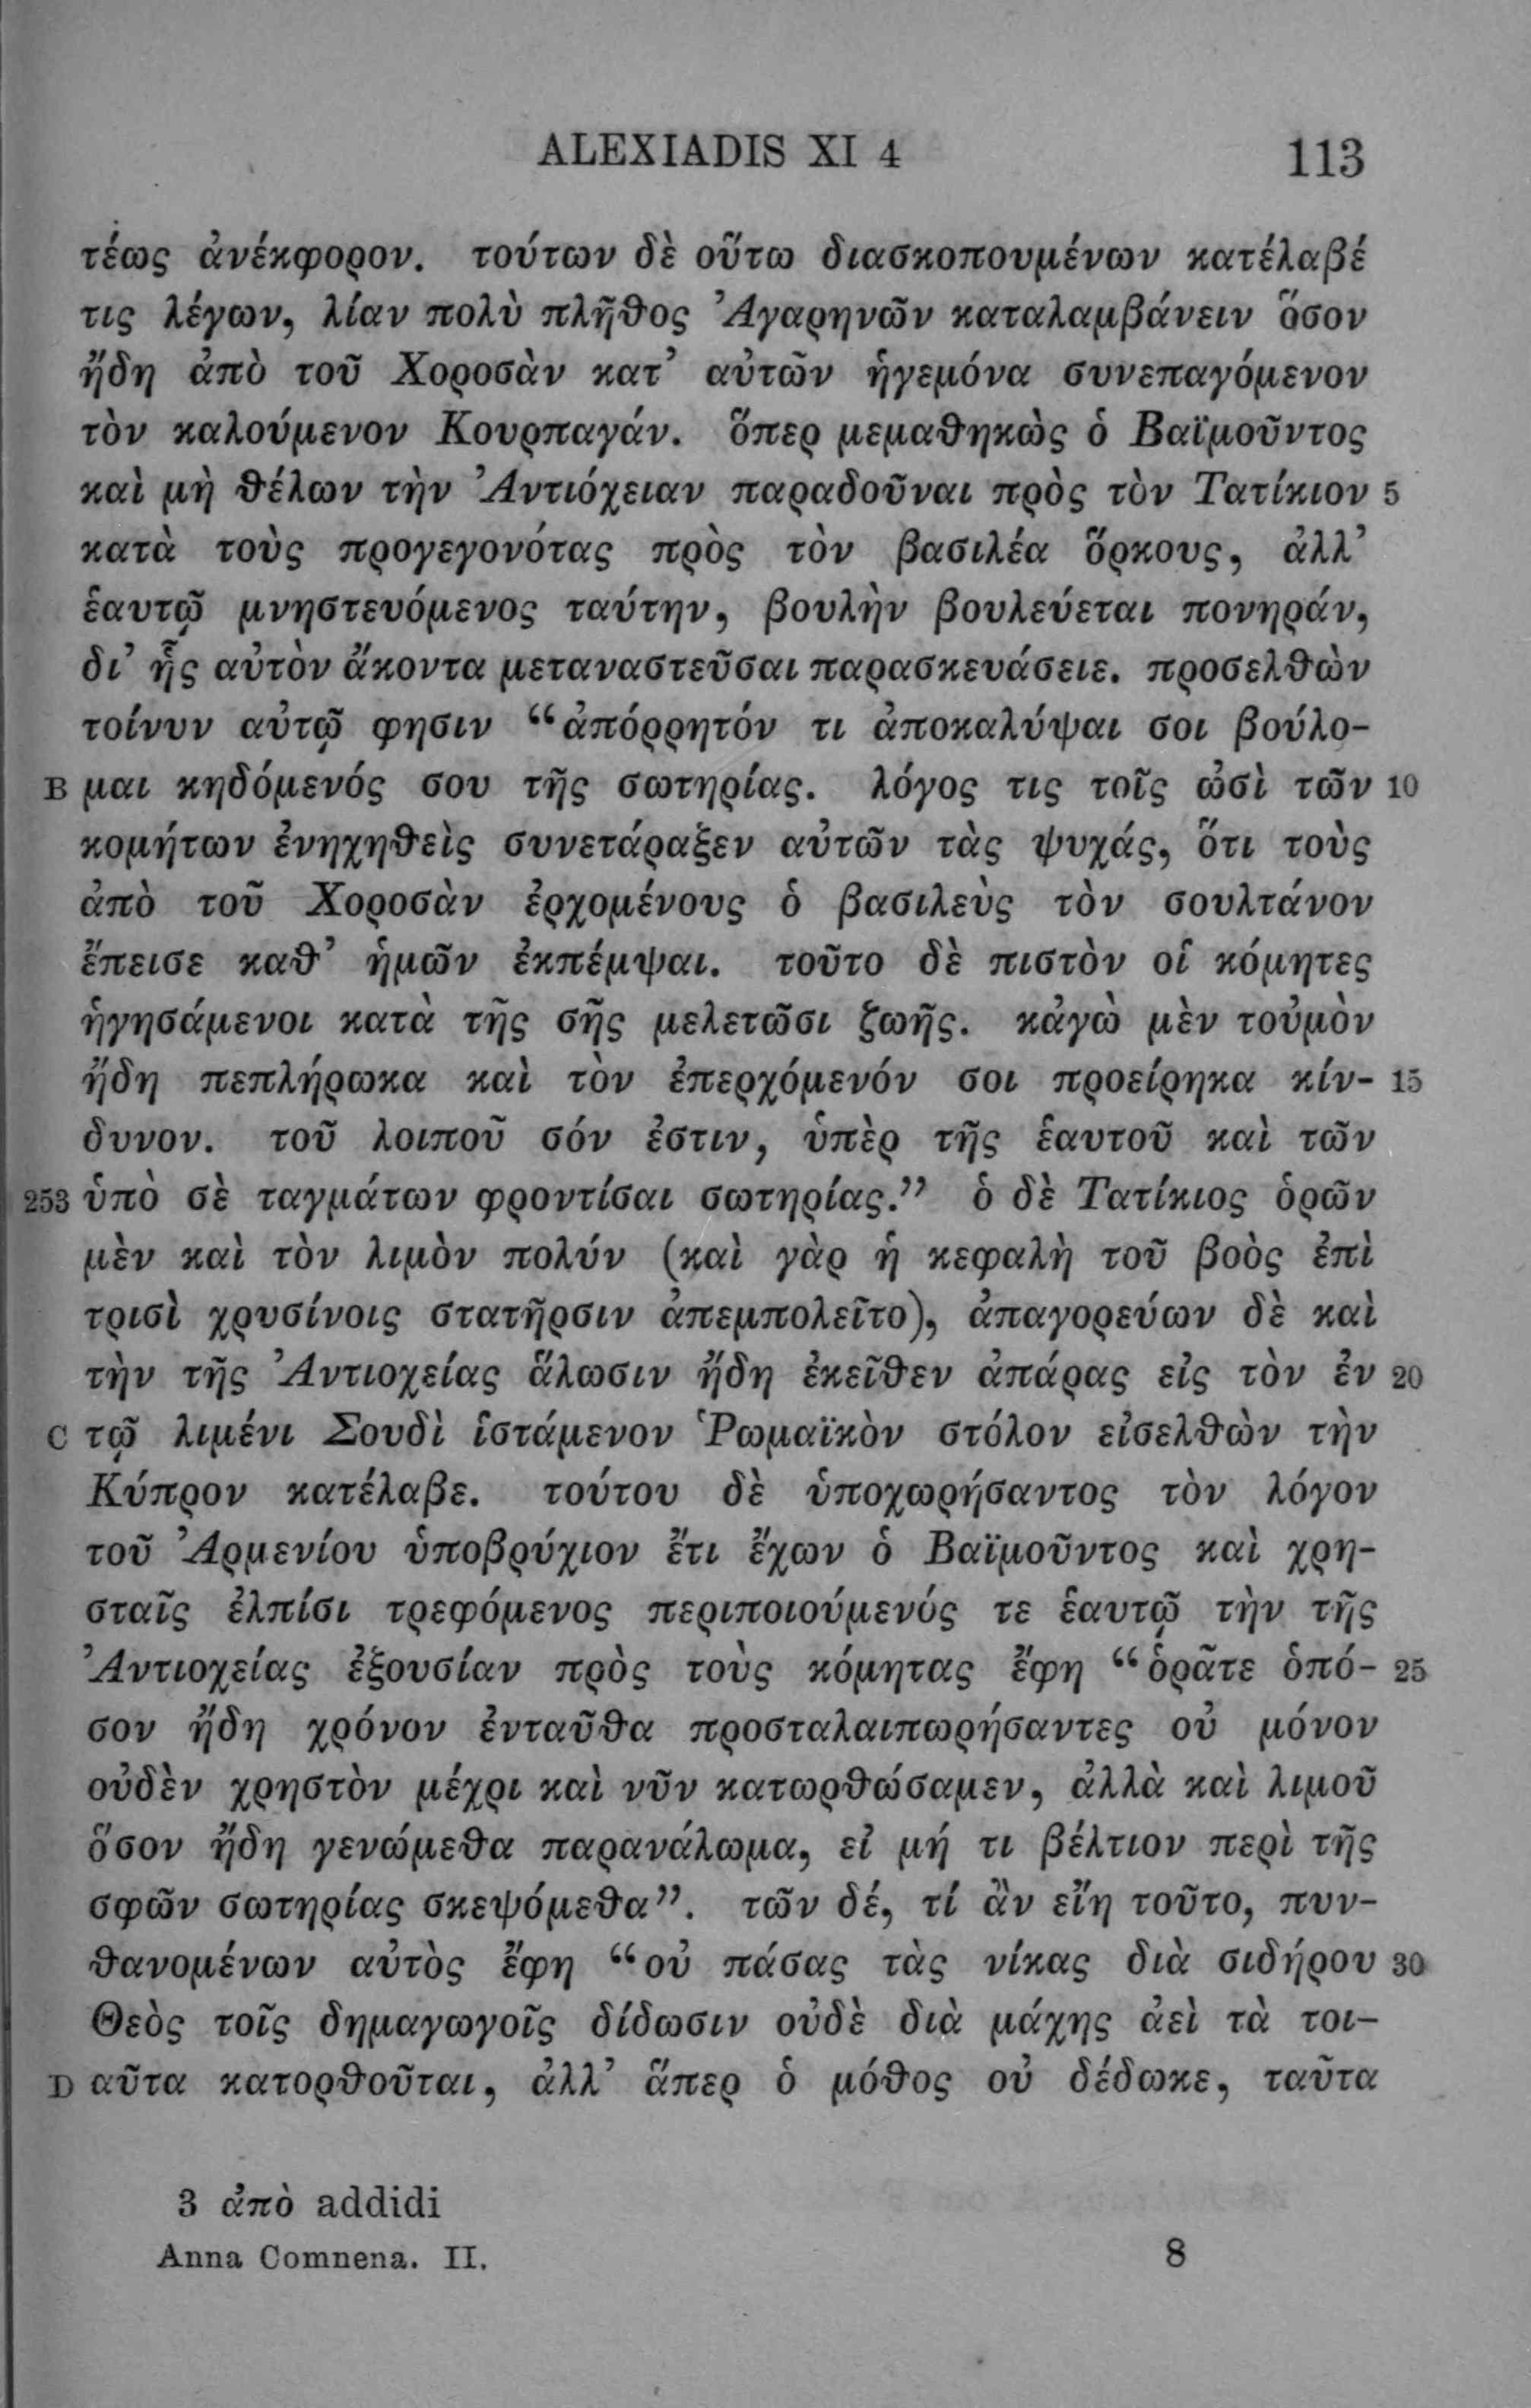 ALEXIADIS XI 4 113
τέως ἀνέκφορον. τούτων δὲ οὕτω διασκοπουμένων κατέλαβέ
τις λέγων, λίαν πολὺ πλῆθος Ἀγαρηνῶν καταλαμβάνειν ὅσον
ἤδη ἀπὸ τοῦ Χοροσὰν κατ’ αὐτῶν ἡγεμόνα συνεπαγόμενον
τὸν καλούμενον Κουρπαγάν. ὅπερ μεμαθηκὼς ὁ Βαϊμοῦντος
καὶ μὴ θέλων τὴν Ἀντιόχειαν παραδοῦναι πρὸς τὸν Τατίκιον 5
κατὰ τοὺς προγεγονότας πρὸς τὸν βασιλέα ὅρκους, ἀλλ’
ἑαυτῷ μνηστευόμενος ταύτην, βουλὴν βουλεύεται πονηράν,
δι’ ἧς αὐτὸν ἄκοντα μεταναστεῦσαι παρασκευάσειε. προσελθὼν
τοίνυν αὐτῷ φησιν “ἀπόρρητόν τι ἀποκαλύψαι σοι βούλο-
B μαι κηδόμενός σου τῆς σωτηρίας. λόγος τις τοῖς ὠσὶ τῶν 10
κομήτων ἐνηχηθεὶς συνετάραξεν αὐτῶν τὰς ψυχάς, ὅτι τοὺς
ἀπὸ τοῦ Χοροσὰν ἐρχομένους ὁ βασιλεὺς τὸν σουλτάνον
ἔπεισε καθ’ ἡμῶν ἐκπέμψαι. τοῦτο δὲ πιστὸν οἱ κόμητες
ἡγησάμενοι κατὰ τῆς σῆς μελετῶσι ζωῆς. κἀγὼ μὲν τοὐμὸν
ἤδη πεπλήρωκα καὶ τὸν ἐπερχόμενόν σοι προείρηκα κίν- 15
δυνον. τοῦ λοιποῦ σόν ἐστιν, ὑπὲρ τῆς ἑαυτοῦ καὶ τῶν
253 ὑπὸ σὲ ταγμάτων φροντίσαι σωτηρίας.” ὁ δὲ Τατίκιος ὁρῶν
μὲν καὶ τὸν λιμὸν πολύν (καὶ γὰρ ἡ κεφαλὴ τοῦ βοὸς ἐπὶ
τρισὶ χρυσίνοις στατῆρσιν ἀπεμπολεῖτο), ἀπαγορεύων δὲ καὶ
τὴν τῆς Ἀντιοχείας ἅλωσιν ἤδη ἐκεῖθεν ἀπάρας εἰς τὸν ἐν 20
C τῷ λιμένι Σουδὶ ἱστάμενον Ῥωμαϊκὸν στόλον εἰσελθὼν τὴν
Κύπρον κατέλαβε. τούτου δὲ ὑποχωρήσαντος τὸν λόγον
τοῦ Ἀρμενίου ὑποβρύχιον ἔτι ἔχων ὁ Βαϊμοῦντος καὶ χρη-
σταῖς ἐλπίσι τρεφόμενος περιποιούμενός τε ἑαυτῷ τὴν τῆς
Ἀντιοχείας ἐξουσίαν πρὸς τοὺς κόμητας ἔφη “ὁρᾶτε ὁπό- 25
σον ἤδη χρόνον ἐνταῦθα προσταλαιπωρήσαντες οὐ μόνον
οὐδὲν χρηστὸν μέχρι καὶ νῦν κατωρθώσαμεν, ἀλλὰ καὶ λιμοῦ
ὅσον ἤδη γενώμεθα παρανάλωμα, εἰ μή τι βέλτιον περὶ τῆς
σφῶν σωτηρίας σκεψόμεθα”. τῶν δέ, τί ἂν εἴη τοῦτο, πυν-
θανομένων αὐτὸς ἔφη “οὐ πάσας τὰς νίκας διὰ σιδήρου 30
Θεὸς τοῖς δημαγωγοῖς δίδωσιν οὐδὲ διὰ μάχης ἀεὶ τὰ τοι-
D αῦτα κατορθοῦται, ἀλλ’ ἅπερ ὁ μόθος οὐ δέδωκε, ταῦτα
3 ἀπὸ addidi
Anna Comnena. II. 8